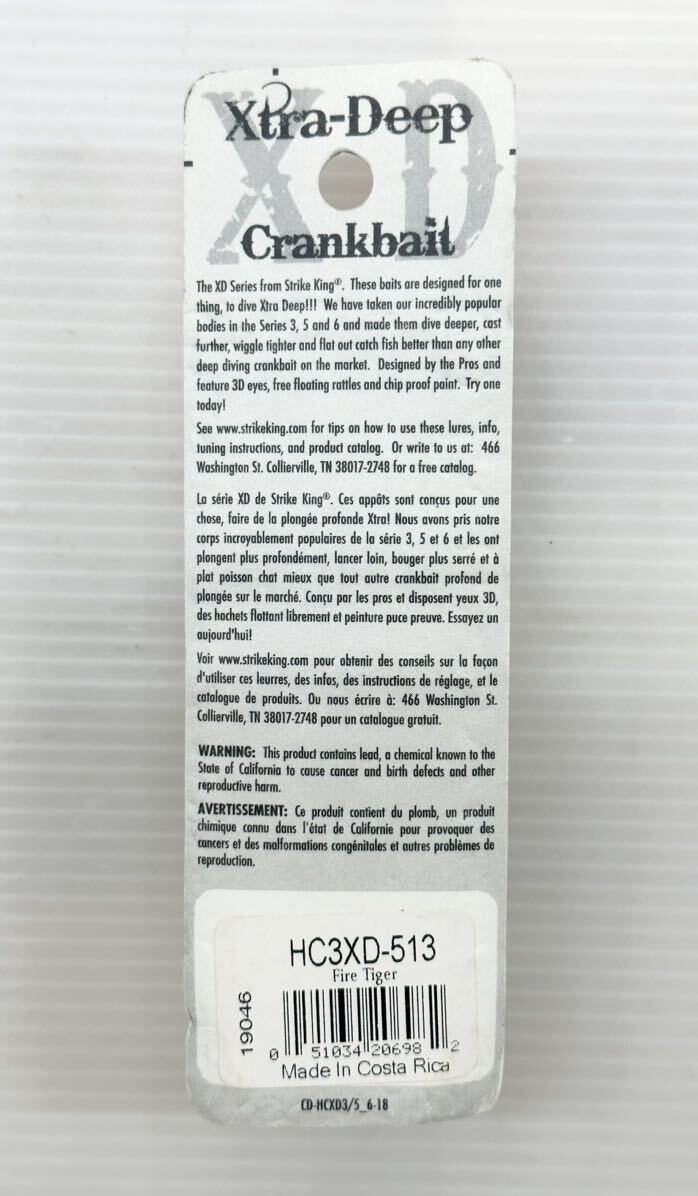 XD
Xtra-Deep
Crankbait
The XD Series from Strike King®. These baits are designed for one
thing, to dive Xtra Deep!!! We have taken our incredibly popular
bodies in the Series 3, 5 and 6 and made them dive deeper, cast
further, wiggle tighter and flat out catch fish better than any other
deep diving crankbait on the market. Designed by the Pros and
feature 3D eyes, free floating rattles and chip proof paint. Try one
today!
See www.strikeking.com for tips on how to use these lures, info,
tuning instructions, and product catalog. Or write to us at: 466
Washington St. Collierville, TN 38017-2748 for a free catalog.
La série XD de Strike King®. Ces appâts sont conçus pour une
chose, faire de la plongée profonde Xtra! Nous avons pris notre
corps incroyablement populaires de la série 3, 5 et 6 et les ont
plongent plus profondément, lancer loin, bouger plus serré et à
plat poisson chat mieux que tout autre crankbait profond de
plongée sur le marché. Conçu par les pros et disposent yeux 3D,
des hochets flottant librement et peinture puce preuve. Essayez un
aujourd'hui!
Voir www.strikeking.com pour obtenir des conseils sur la façon
d'utiliser ces leurres, des infos, des instructions de réglage, et le
catalogue de produits. Ou nous écrire à: 466 Washington St.
Collierville, TN 38017-2748 pour un catalogue gratuit.
WARNING: This product contains lead, a chemical known to the
State of California to cause cancer and birth defects and other
reproductive harm.
AVERTISSEMENT: Ce produit contient du plomb, un produit
chimique connu dans l'état de Californie pour provoquer des
cancers et des malformations congénitales et autres problèmes de
reproduction.
HC3XD-513
Fire Tiger
19046
0 51034 20698 2
Made In Costa Rica
CD-HCXD3/5_6-18